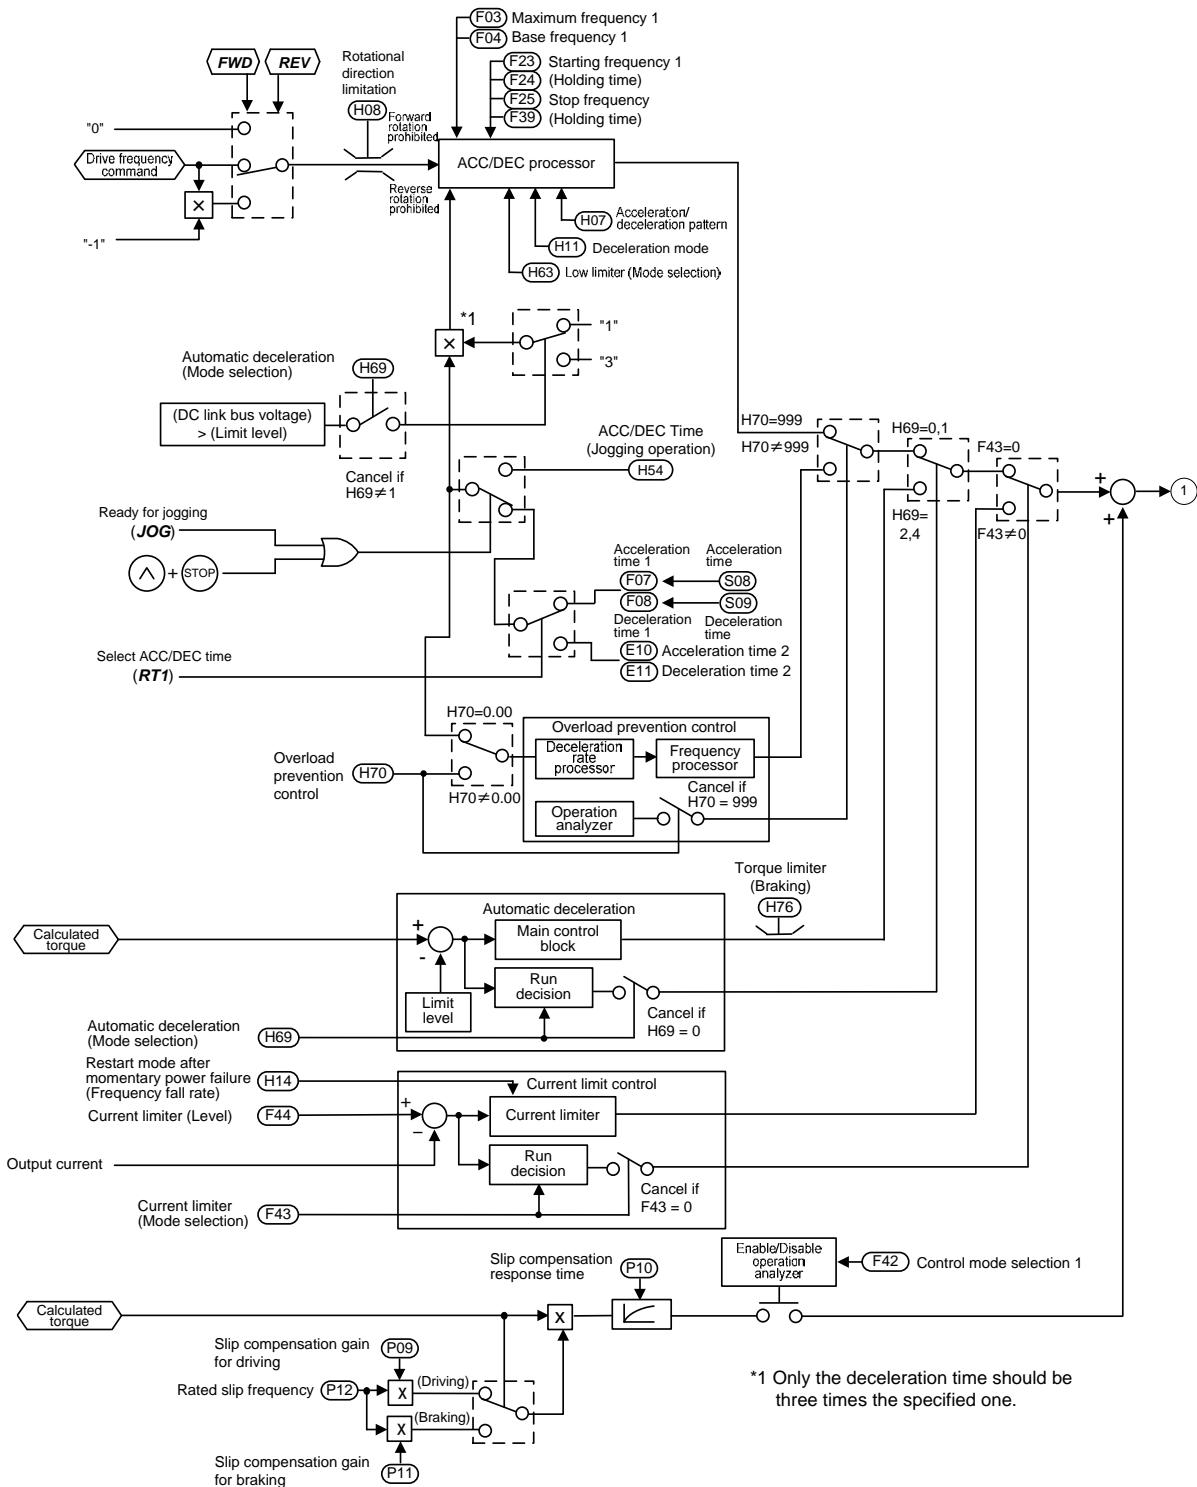 F03 Maximum frequency 1
F04 Base frequency 1
F23 Starting frequency 1
F24 (Holding time)
F25 Stop frequency
F39 (Holding time)
FWD
REV
Rotational
direction
limitation
H08
Forward
rotation
prohibited
"0"
Drive frequency
command
ACC/DEC processor
×
Reverse
rotation
prohibited
"-1"
H07 Acceleration/
deceleration pattern
H11 Deceleration mode
H63 Low limiter (Mode selection)
*1
×
"1"
"3"
Automatic deceleration
(Mode selection)
H69
(DC link bus voltage)
> (Limit level)
Cancel if
H69≠1
ACC/DEC Time
(Jogging operation)
H54
H70=999
H70≠999
H69=0,1
H69=
2,4
F43=0
F43≠0
+
+
1
Ready for jogging
(JOG)
∧ + STOP
Acceleration
time 1
Acceleration
time
F07
S08
F08
S09
Deceleration
time 1
Deceleration
time
E10 Acceleration time 2
E11 Deceleration time 2
Select ACC/DEC time
(RT1)
H70=0.00
H70≠0.00
Overload
prevention
control
H70
Overload prevention control
Deceleration
rate
processor
Frequency
processor
Cancel if
H70 = 999
Operation
analyzer
Torque limiter
(Braking)
H76
Calculated
torque
+
-
Automatic deceleration
Main control
block
Run
decision
Limit
level
Cancel if
H69 = 0
Automatic deceleration
(Mode selection)
H69
Restart mode after
momentary power failure
(Frequency fall rate)
H14
Current limit control
Current limiter (Level)
F44
+
−
Current limiter
Output current
Run
decision
Cancel if
F43 = 0
Current limiter
(Mode selection)
F43
Slip compensation
response time
P10
Enable/Disable
operation
analyzer
F42 Control mode selection 1
Calculated
torque
X
Slip compensation gain
for driving
P09
Rated slip frequency
P12
X
(Driving)
X
(Braking)
Slip compensation gain
for braking
P11
*1 Only the deceleration time should be
three times the specified one.